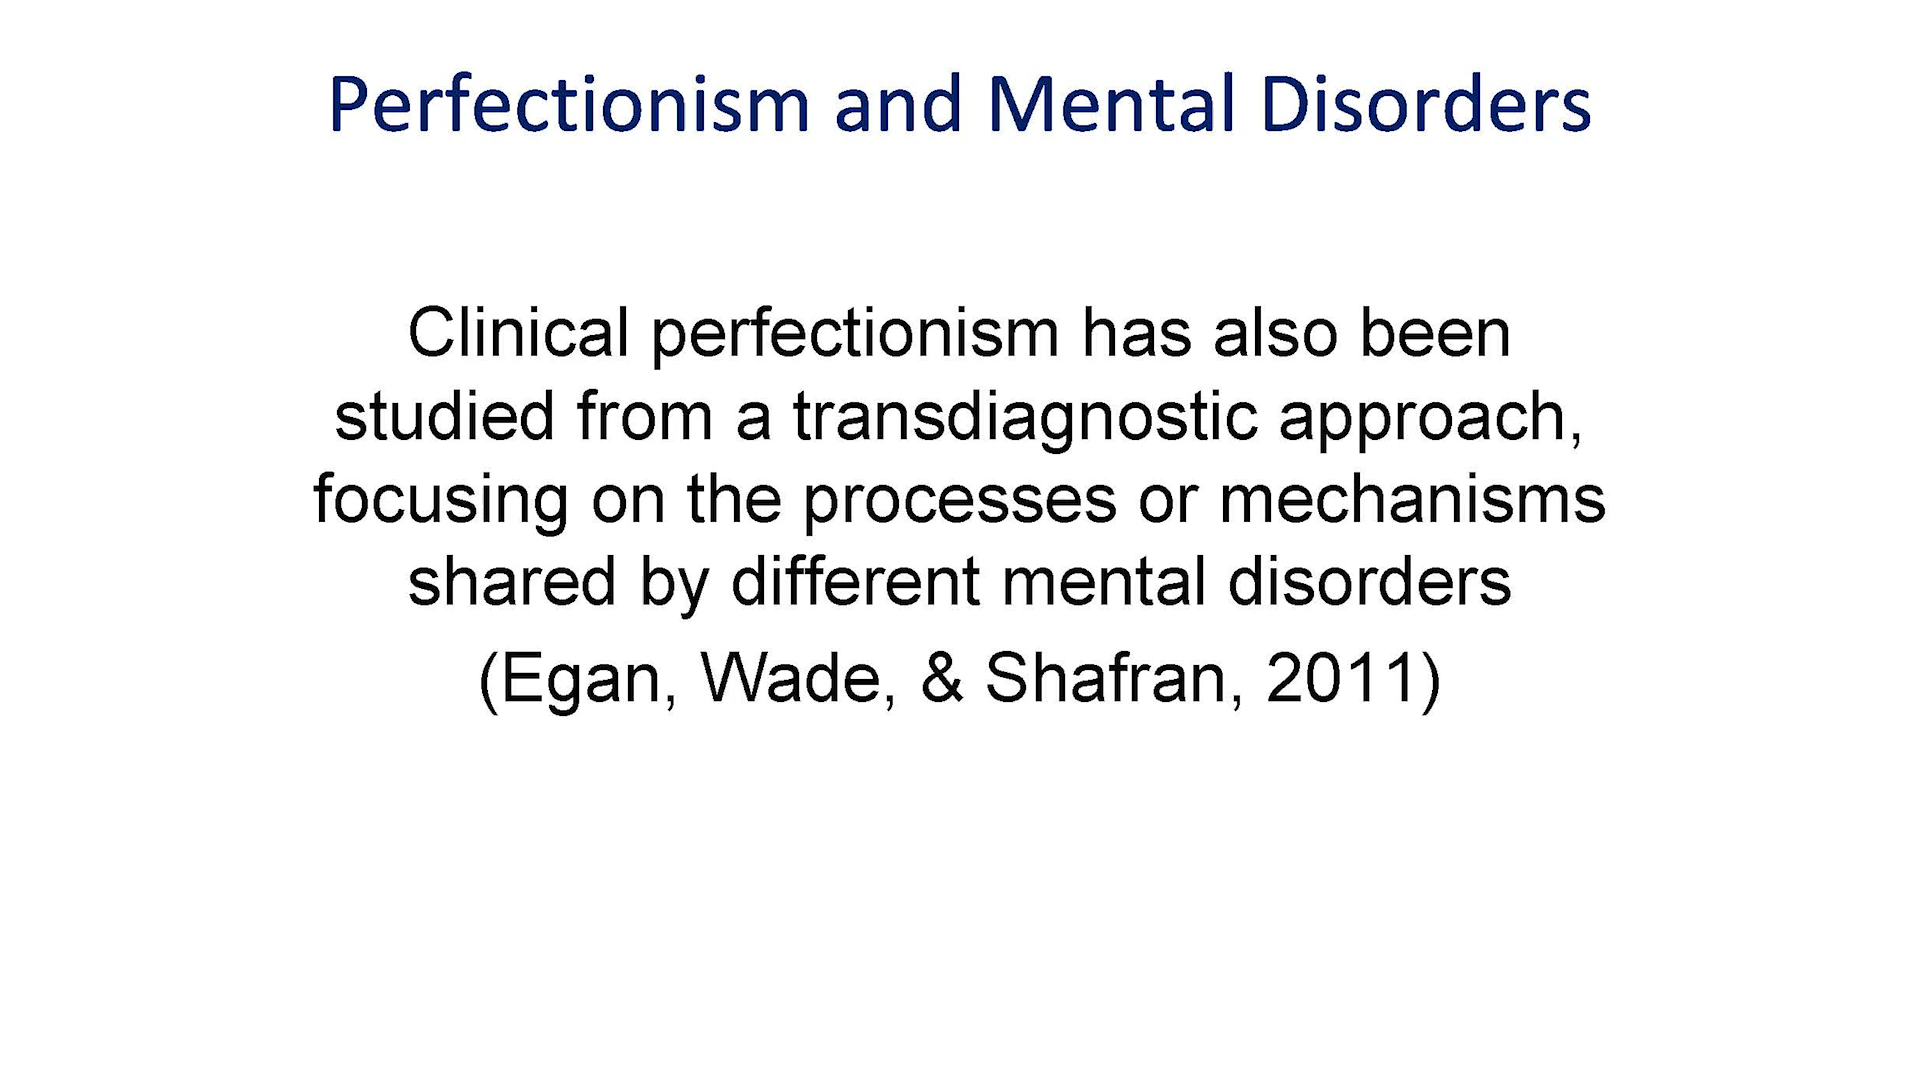 Perfectionism and Mental Disorders
Clinical perfectionism has also been
studied from a transdiagnostic approach,
focusing on the processes or mechanisms
shared by different mental disorders
(Egan, Wade, & Shafran, 2011)